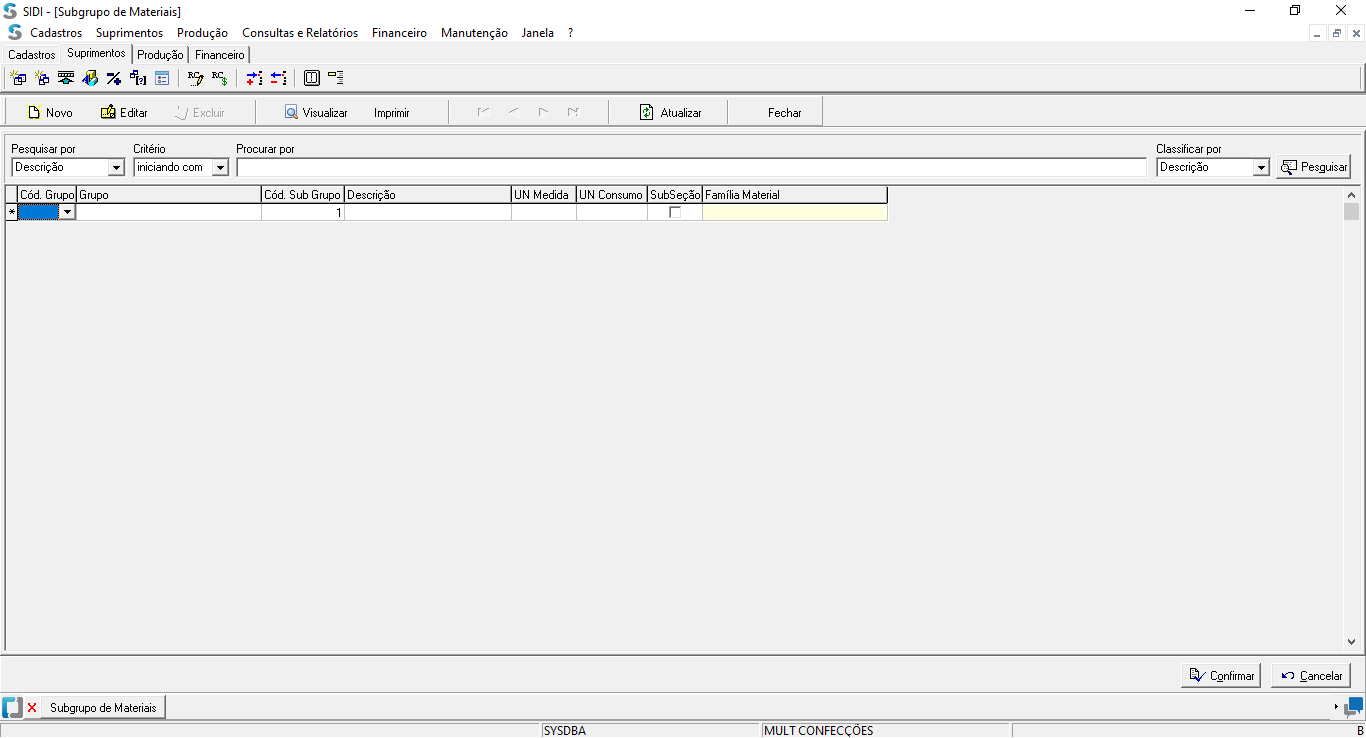 SIDI - [Subgrupo de Materiais]
Cadastros Suprimentos Produção Consultas e Relatórios Financeiro Manutenção Janela ?
Cadastros Suprimentos Produção Financeiro
Novo Editar Excluir Visualizar Imprimir Atualizar Fechar
Pesquisar por Critério Procurar por Classificar por
Descrição iniciando com Descrição Pesquisar
Cód. Grupo Grupo Cód. Sub Grupo Descrição UN Medida UN Consumo SubSeção Família Material
* 1
Confirmar Cancelar
Subgrupo de Materiais
SYSDBA MULT CONFECÇÕES B